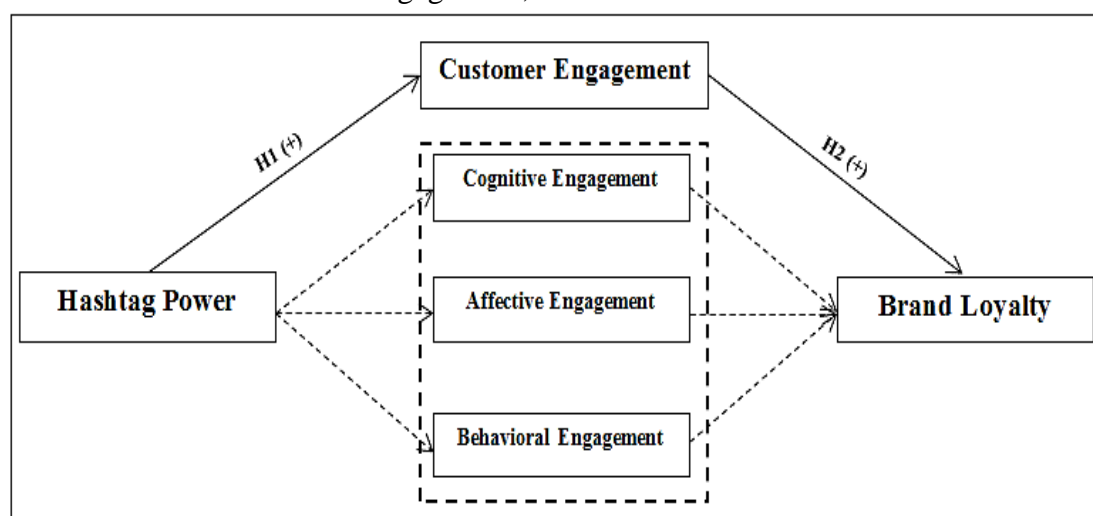 Customer Engagement
H1 (+)
H2 (+)
Cognitive Engagement
Hashtag Power
Affective Engagement
Brand Loyalty
Behavioral Engagement